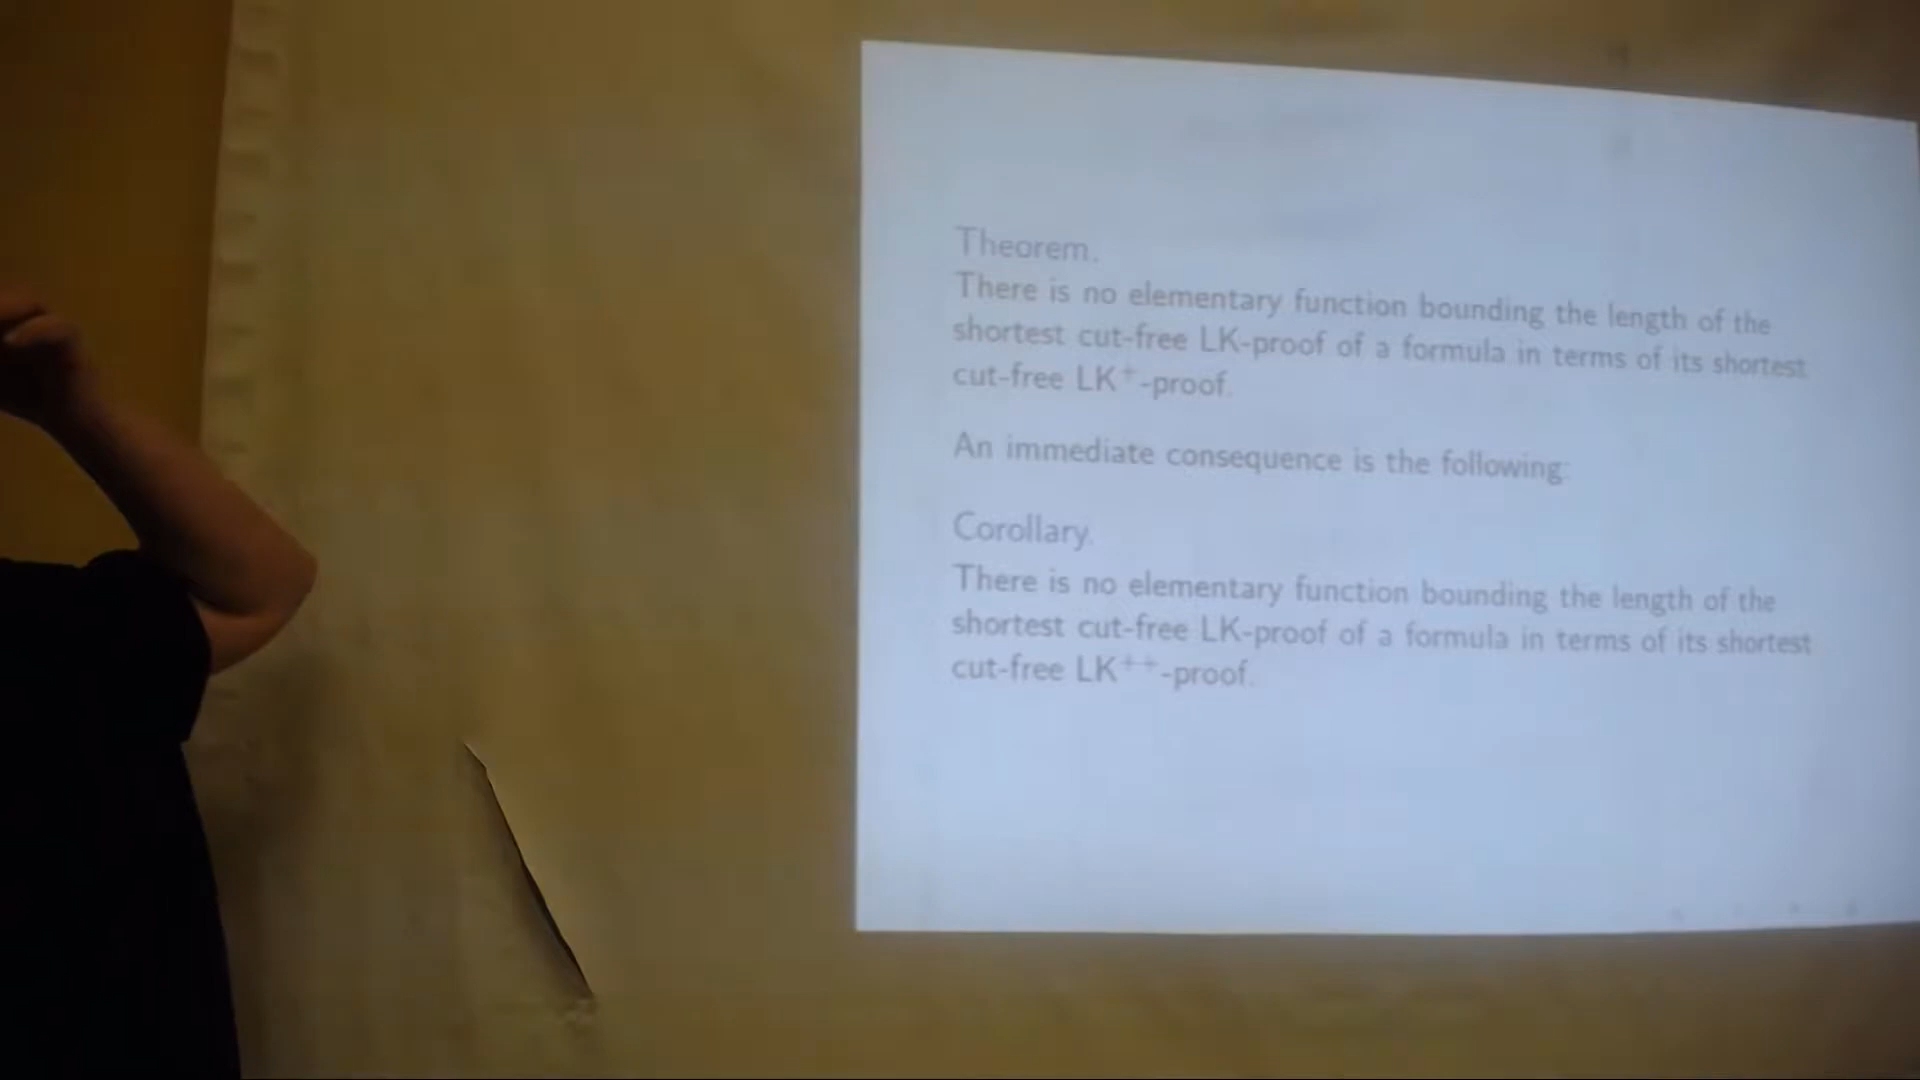 Theorem.
There is no elementary function bounding the length of the
shortest cut-free LK-proof of a formula in terms of its shortest
cut-free LK⁺-proof.
An immediate consequence is the following:
Corollary.
There is no elementary function bounding the length of the
shortest cut-free LK-proof of a formula in terms of its shortest
cut-free LK⁺⁺-proof.